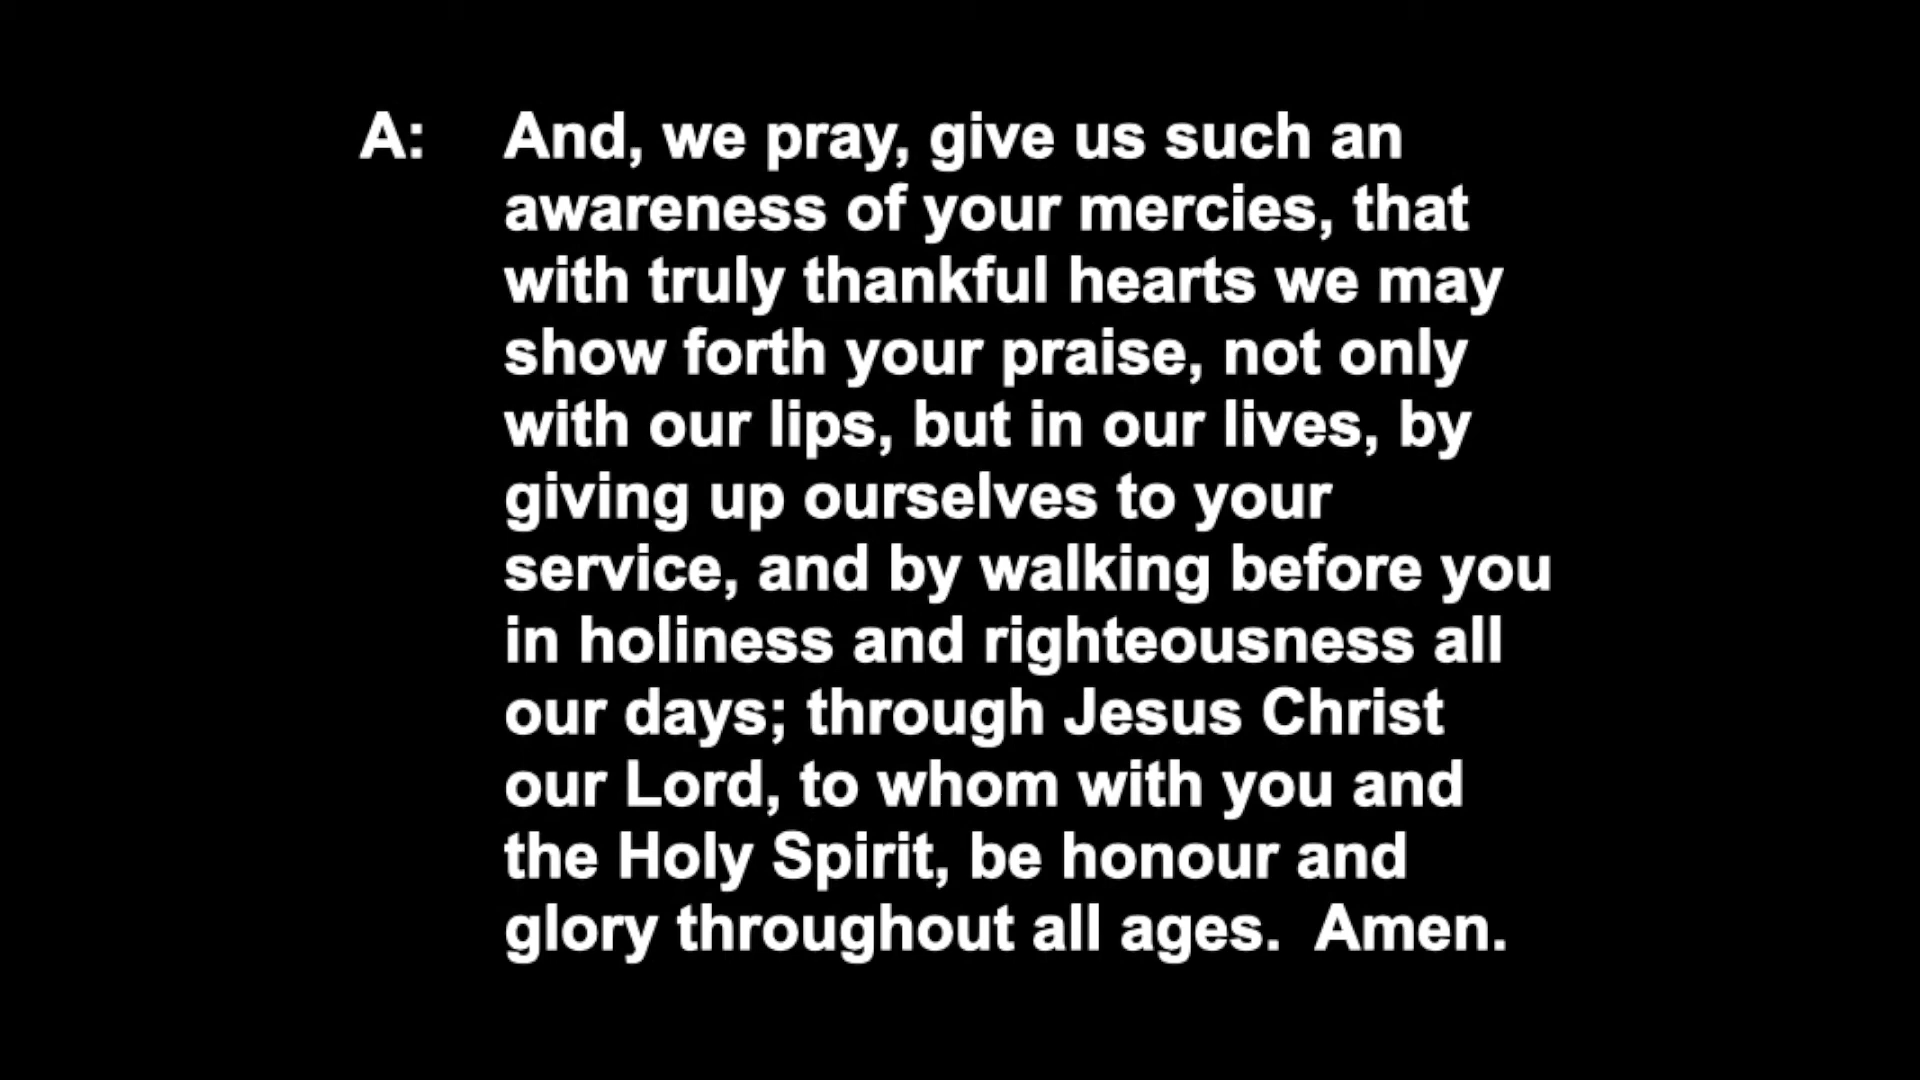 A: And, we pray, give us such an
awareness of your mercies, that
with truly thankful hearts we may
show forth your praise, not only
with our lips, but in our lives, by
giving up ourselves to your
service, and by walking before you
in holiness and righteousness all
our days; through Jesus Christ
our Lord, to whom with you and
the Holy Spirit, be honour and
glory throughout all ages.  Amen.